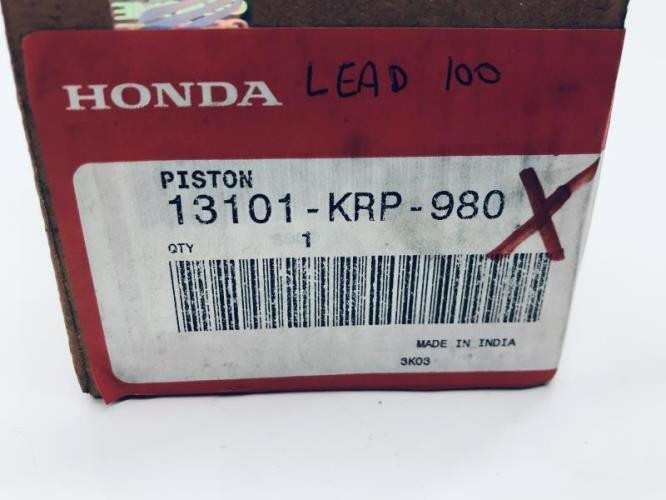 HONDA LEAD 100
PISTON
13101-KRP-980 X
QTY 1
MADE IN INDIA
3K03